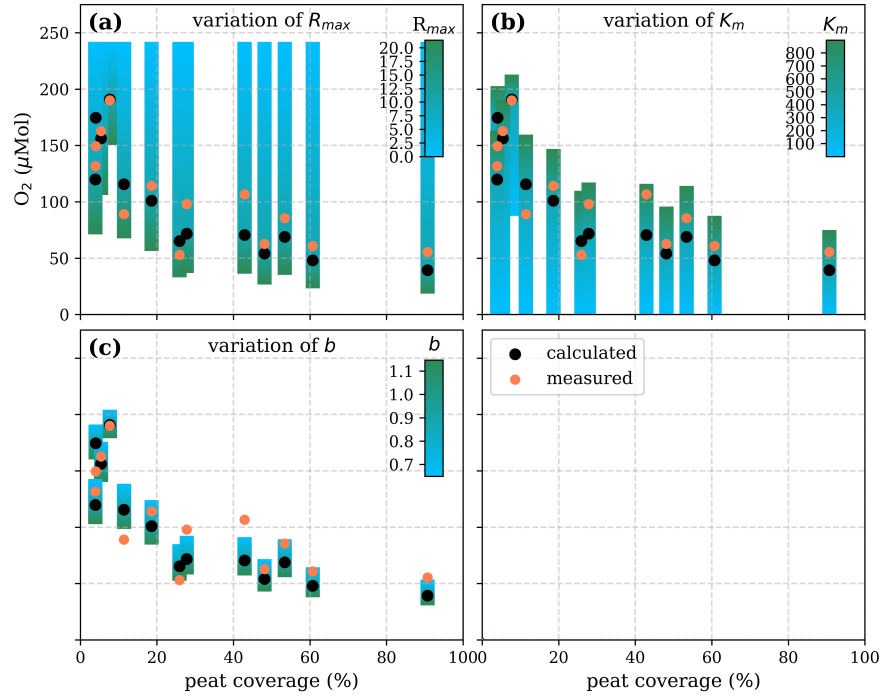 (a) variation of Rmax
Rmax
20.0
17.5
15.0
12.5
10.0
7.5
5.0
2.5
0.0
250
200
150
100
50
0
O₂ (μMol)
(b) variation of Km
Km
800
700
600
500
400
300
200
100
(c) variation of b
b
1.1
1.0
0.9
0.8
0.7
0 20 40 60 80 100
peat coverage (%)
calculated
measured
0 20 40 60 80 100
peat coverage (%)